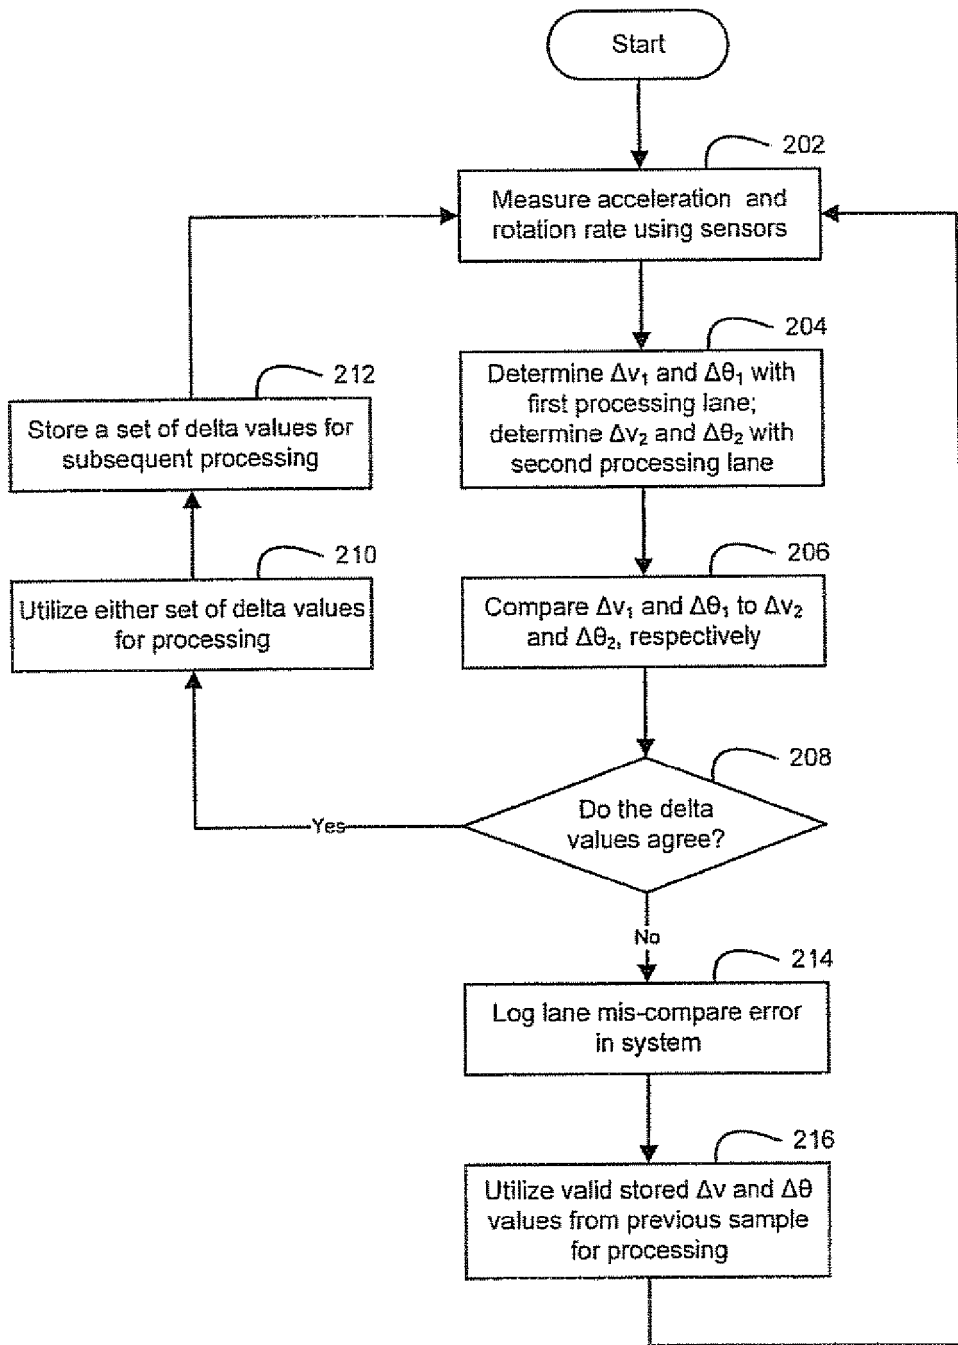 Start
202
Measure acceleration and
rotation rate using sensors
204
Determine Δv₁ and Δθ₁ with
first processing lane;
determine Δv₂ and Δθ₂ with
second processing lane
212
Store a set of delta values for
subsequent processing
210
Utilize either set of delta values
for processing
206
Compare Δv₁ and Δθ₁ to Δv₂
and Δθ₂, respectively
208
Do the delta
values agree?
Yes
No
214
Log lane mis-compare error
in system
216
Utilize valid stored Δv and Δθ
values from previous sample
for processing